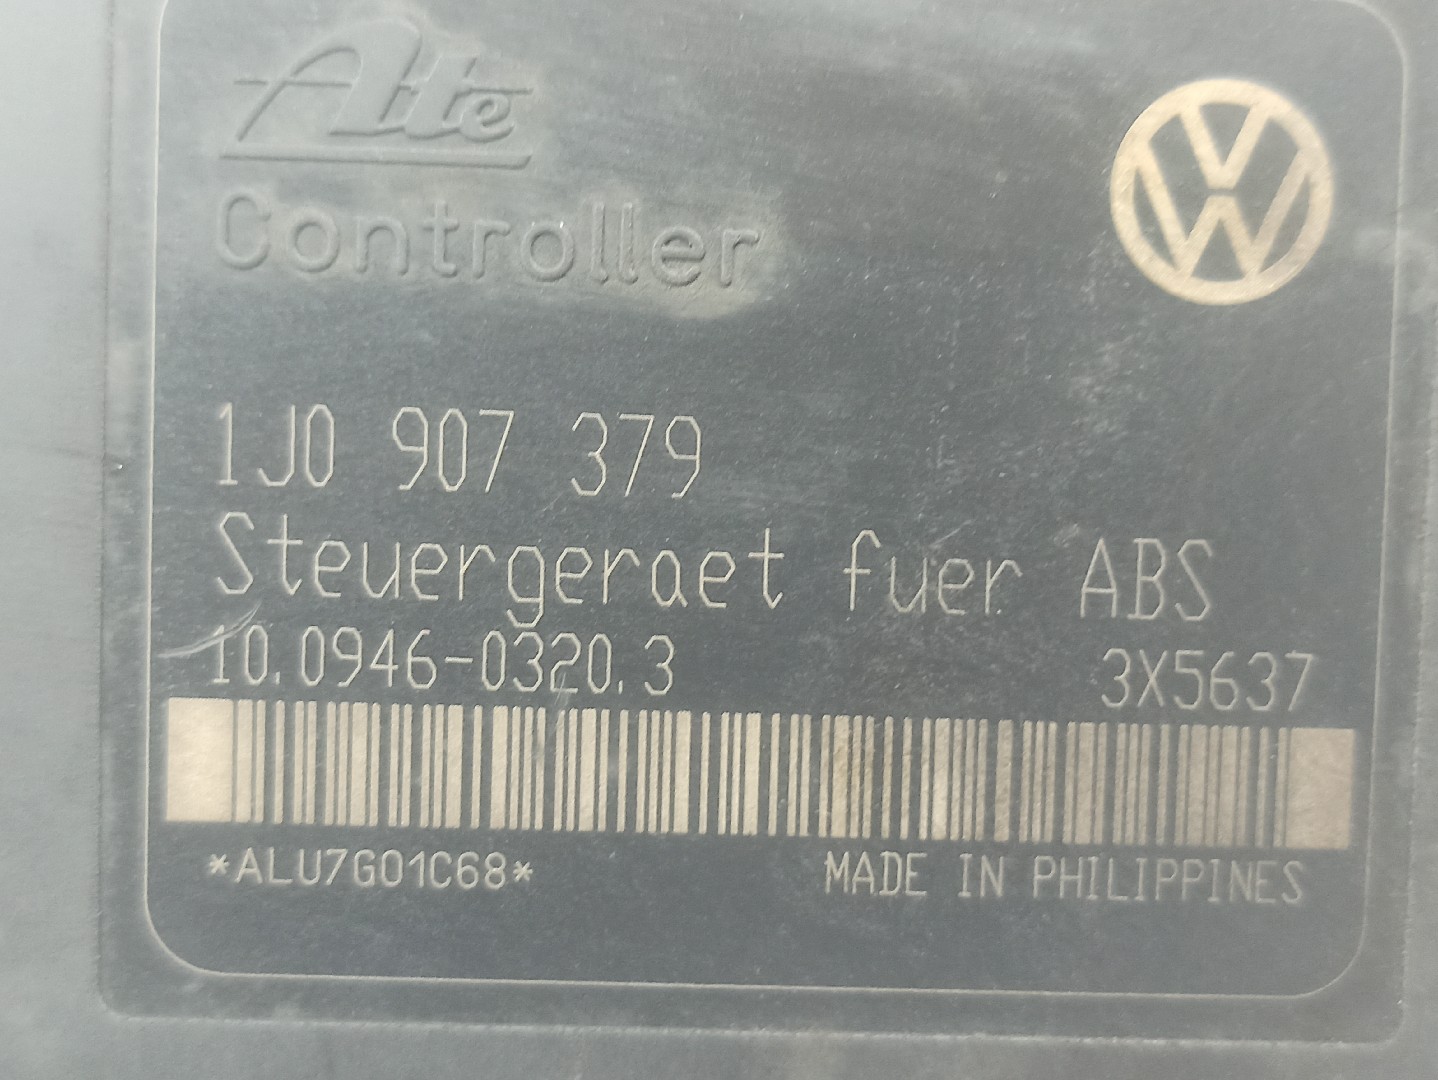 Ate
Controller
1J0 907 379
Steuergeraet fuer ABS
10.0946-0320.3 3X5637
*ALU7G01C68* MADE IN PHILIPPINES